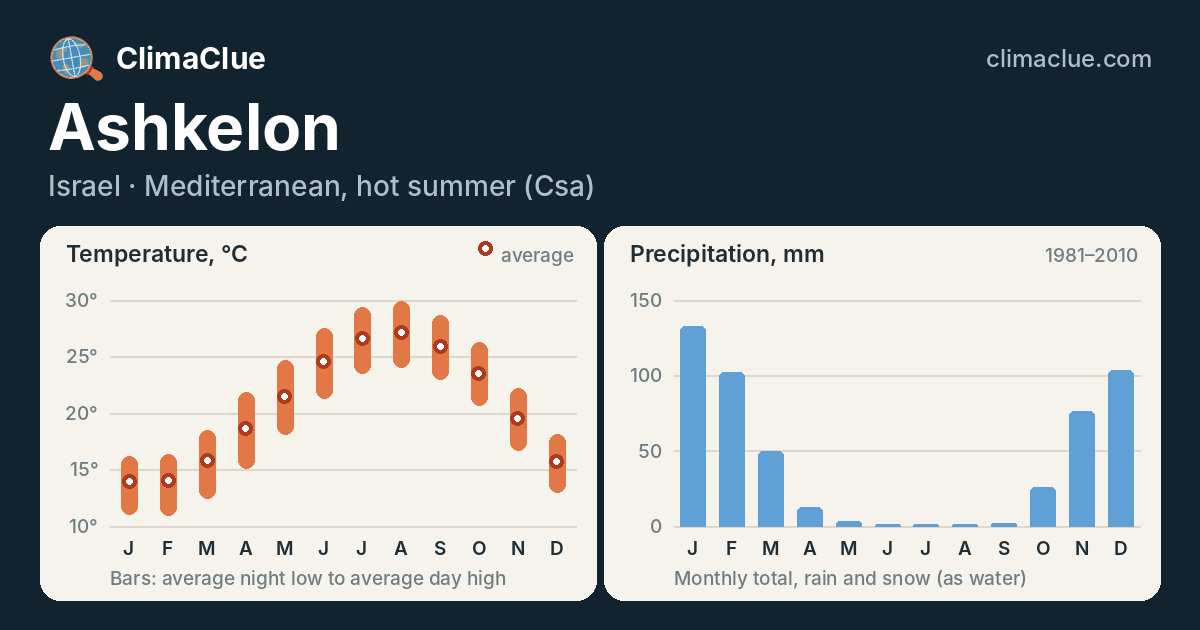 ClimaClue
climaclue.com
Ashkelon
Israel · Mediterranean, hot summer (Csa)
Temperature, °C
average
30°
25°
20°
15°
10°
J F M A M J J A S O N D
Bars: average night low to average day high
Precipitation, mm
1981–2010
150
100
50
0
J F M A M J J A S O N D
Monthly total, rain and snow (as water)